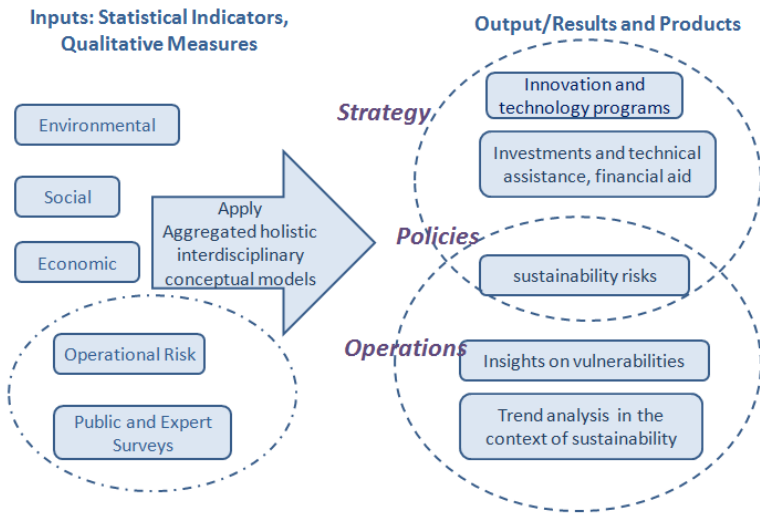 Inputs: Statistical Indicators,
Qualitative Measures
Environmental
Social
Economic
Operational Risk
Public and Expert
Surveys
Apply
Aggregated holistic
interdisciplinary
conceptual models
Output/Results and Products
Strategy
Innovation and
technology programs
Investments and technical
assistance, financial aid
Policies
sustainability risks
Operations
Insights on vulnerabilities
Trend analysis in the
context of sustainability